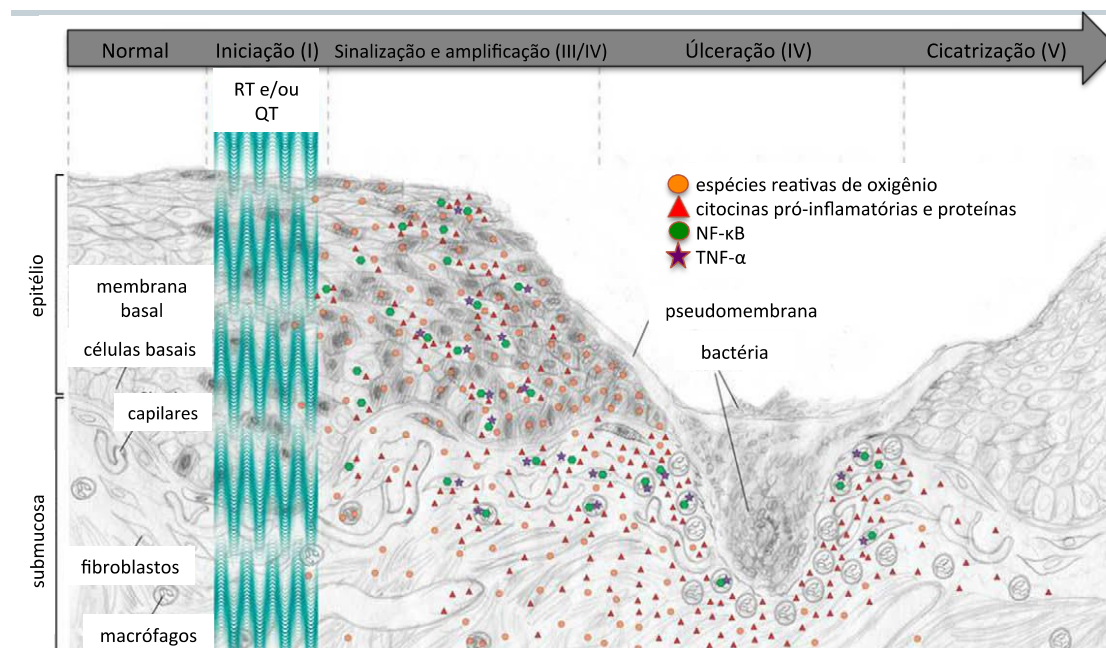 Normal
Iniciação (I)
Sinalização e amplificação (III/IV)
Úlceração (IV)
Cicatrização (V)
RT e/ou
QT
espécies reativas de oxigênio
citocinas pró-inflamatórias e proteínas
NF-κB
TNF-α
epitélio
membrana
basal
células basais
capilares
pseudomembrana
bactéria
submucosa
fibroblastos
macrófagos